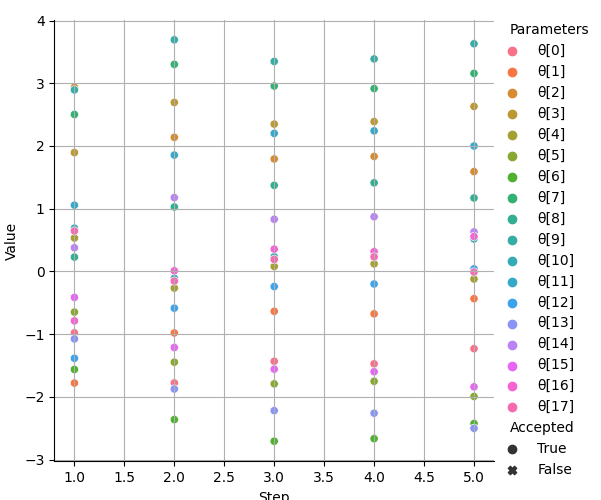 4
3
2
1
0
−1
−2
−3
Value
1.0 1.5 2.0 2.5 3.0 3.5 4.0 4.5 5.0
Step
Parameters
θ[0]
θ[1]
θ[2]
θ[3]
θ[4]
θ[5]
θ[6]
θ[7]
θ[8]
θ[9]
θ[10]
θ[11]
θ[12]
θ[13]
θ[14]
θ[15]
θ[16]
θ[17]
Accepted
True
False